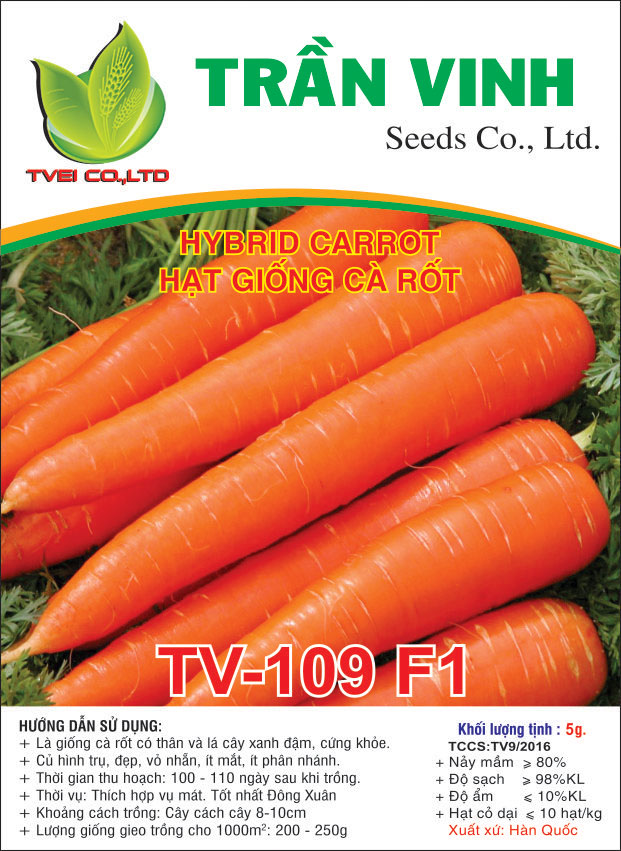 TRẦN VINH
Seeds Co., Ltd.
TVEI CO.,LTD
HYBRID CARROT
HẠT GIỐNG CÀ RỐT
TV-109 F1
HƯỚNG DẪN SỬ DỤNG:
+ Là giống cà rốt có thân và lá cây xanh đậm, cứng khỏe.
+ Củ hình trụ, đẹp, vỏ nhẵn, ít mắt, ít phân nhánh.
+ Thời gian thu hoạch: 100 - 110 ngày sau khi trồng.
+ Thời vụ: Thích hợp vụ mát. Tốt nhất Đông Xuân
+ Khoảng cách trồng: Cây cách cây 8-10cm
+ Lượng giống gieo trồng cho 1000m²: 200 - 250g
Khối lượng tịnh : 5g.
TCCS:TV9/2016
+ Nảy mầm ⩾ 80%
+ Độ sạch ⩾ 98%KL
+ Độ ẩm ⩽ 10%KL
+ Hạt cỏ dại ⩽ 10 hạt/kg
Xuất xứ: Hàn Quốc